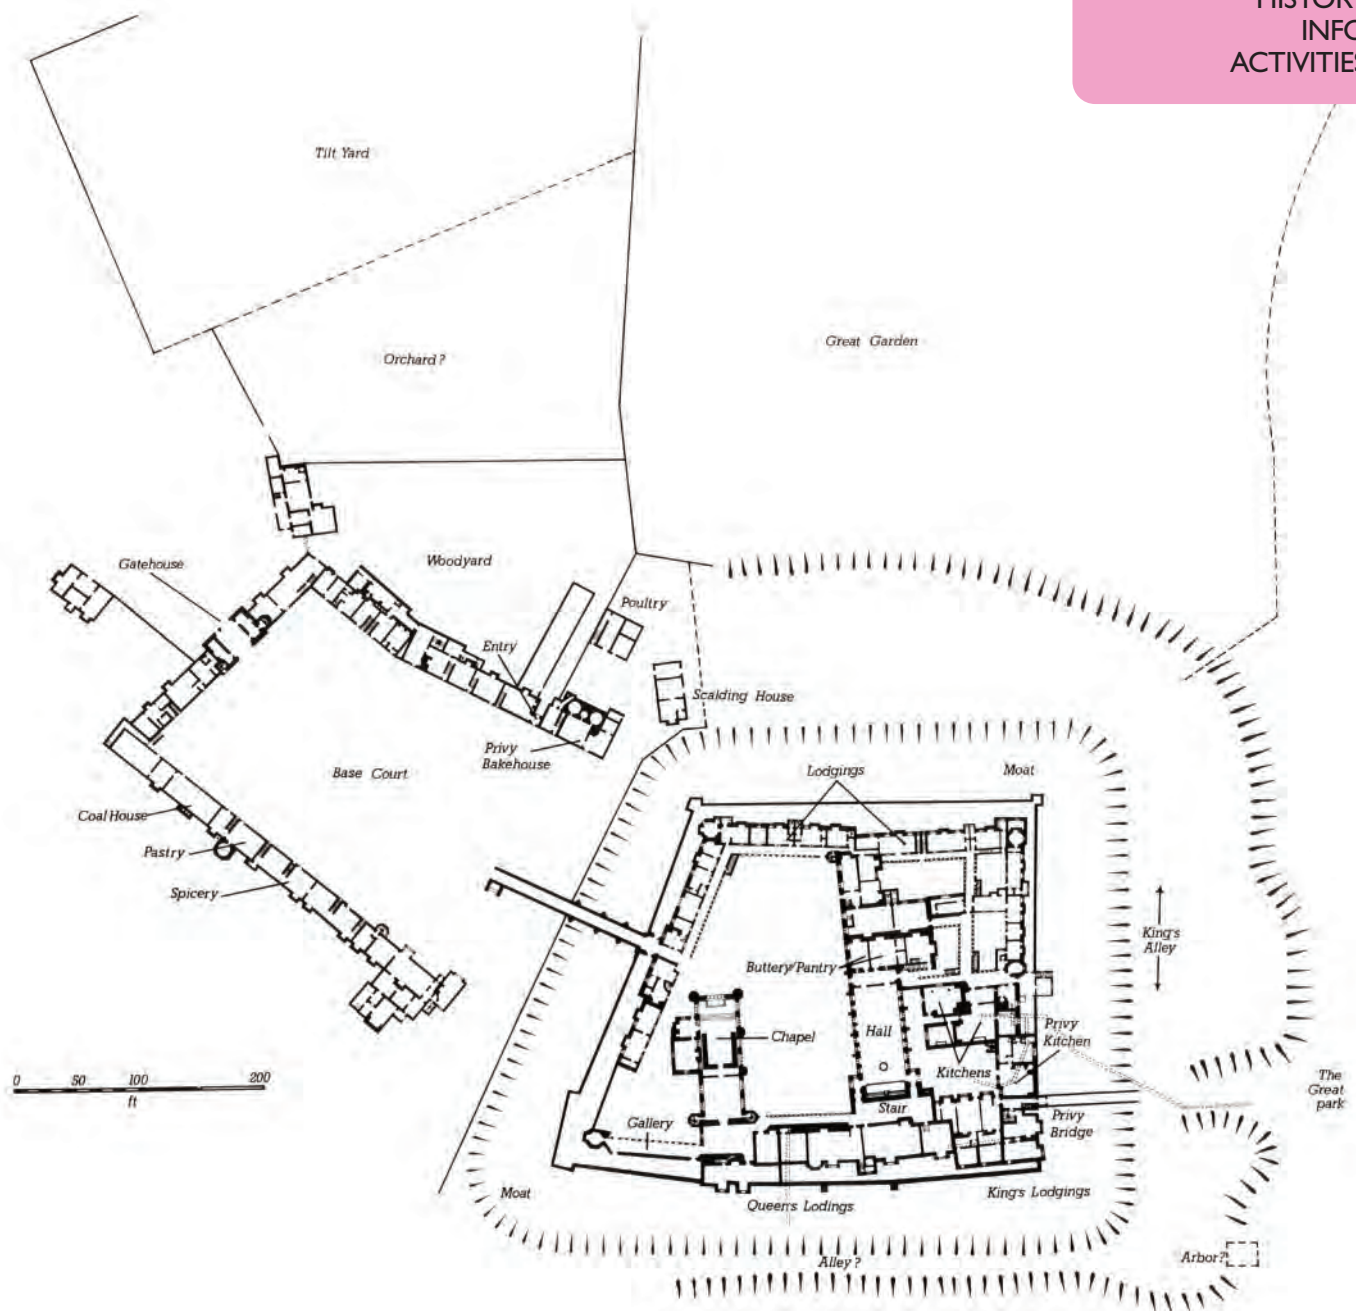 HISTOR
INFO
ACTIVITIES
Tilt Yard
Great Garden
Orchard?
Gatehouse
Woodyard
Poultry
Entry
Scalding House
Privy
Bakehouse
Base Court
Lodgings
Moat
Coal House
Pastry
Spicery
King's
Alley
Buttery/Pantry
Hall
Chapel
Privy
Kitchen
Kitchens
0 50 100 200
ft
The
Great
park
Stair
Gallery
Privy
Bridge
Moat
King's Lodgings
Queen's Lodings
Alley?
Arbor?